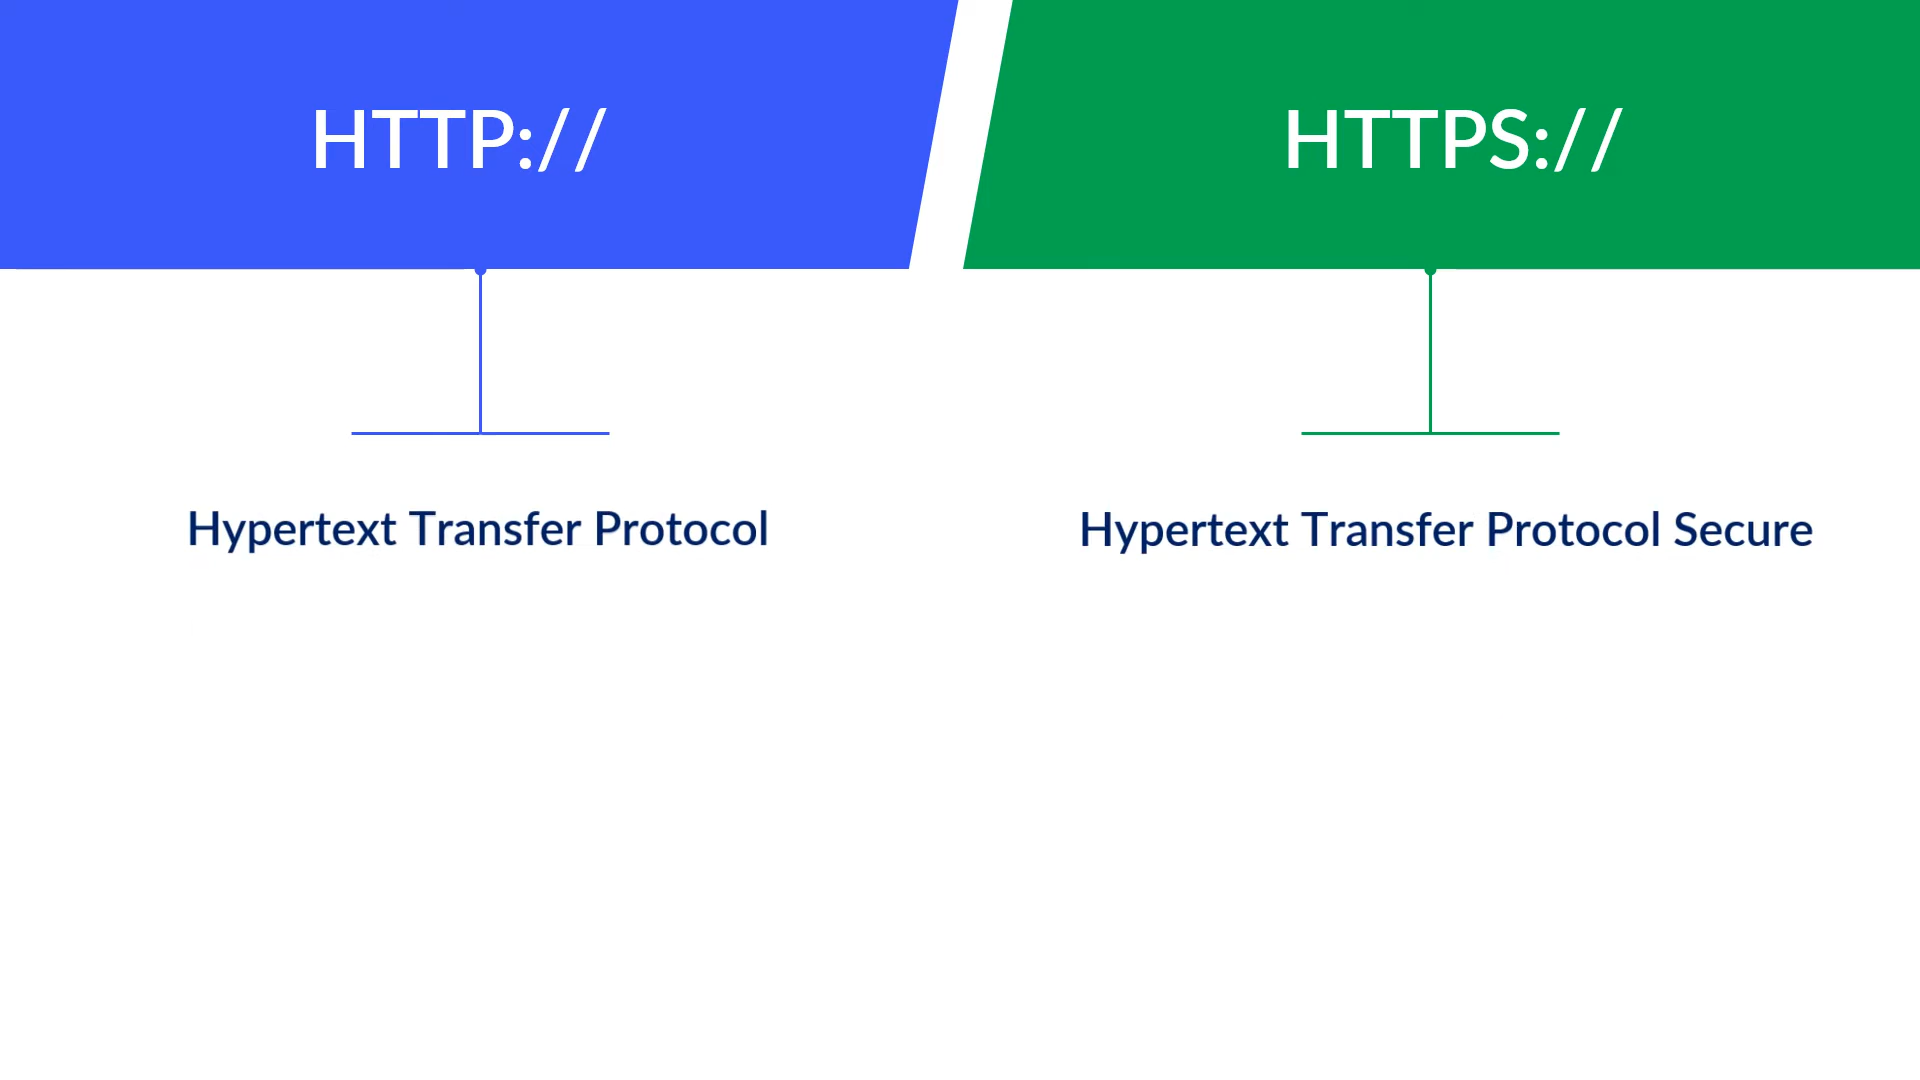 HTTP://
HTTPS://
Hypertext Transfer Protocol
Hypertext Transfer Protocol Secure